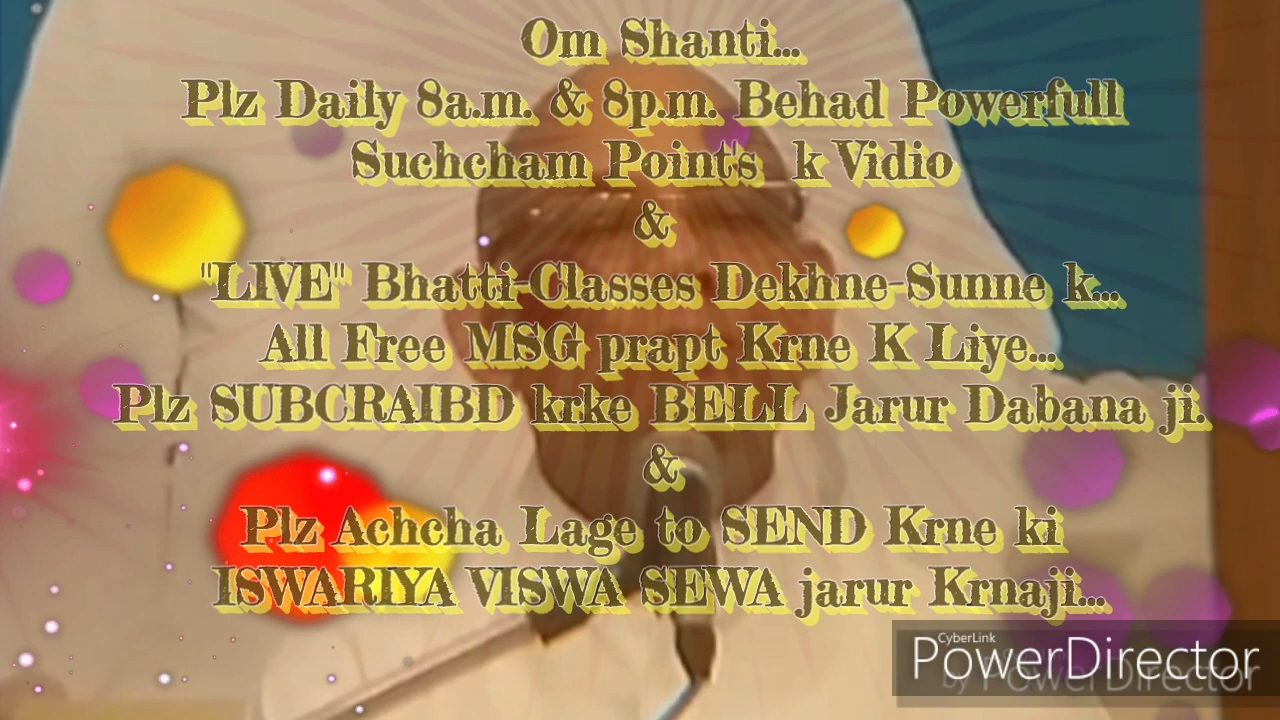 Om Shanti...
Plz Daily 8a.m. & 8p.m. Behad Powerfull
Suchcham Point's k Vidio
&
"LIVE" Bhatti-Classes Dekhne-Sunne k...
All Free MSG prapt Krne K Liye...
Plz SUBCRAIBD krke BELL Jarur Dabana ji.
&
Plz Achcha Lage to SEND Krne ki
ISWARIYA VISWA SEWA jarur Krnaji...
CyberLink
PowerDirector
by PowerDirector